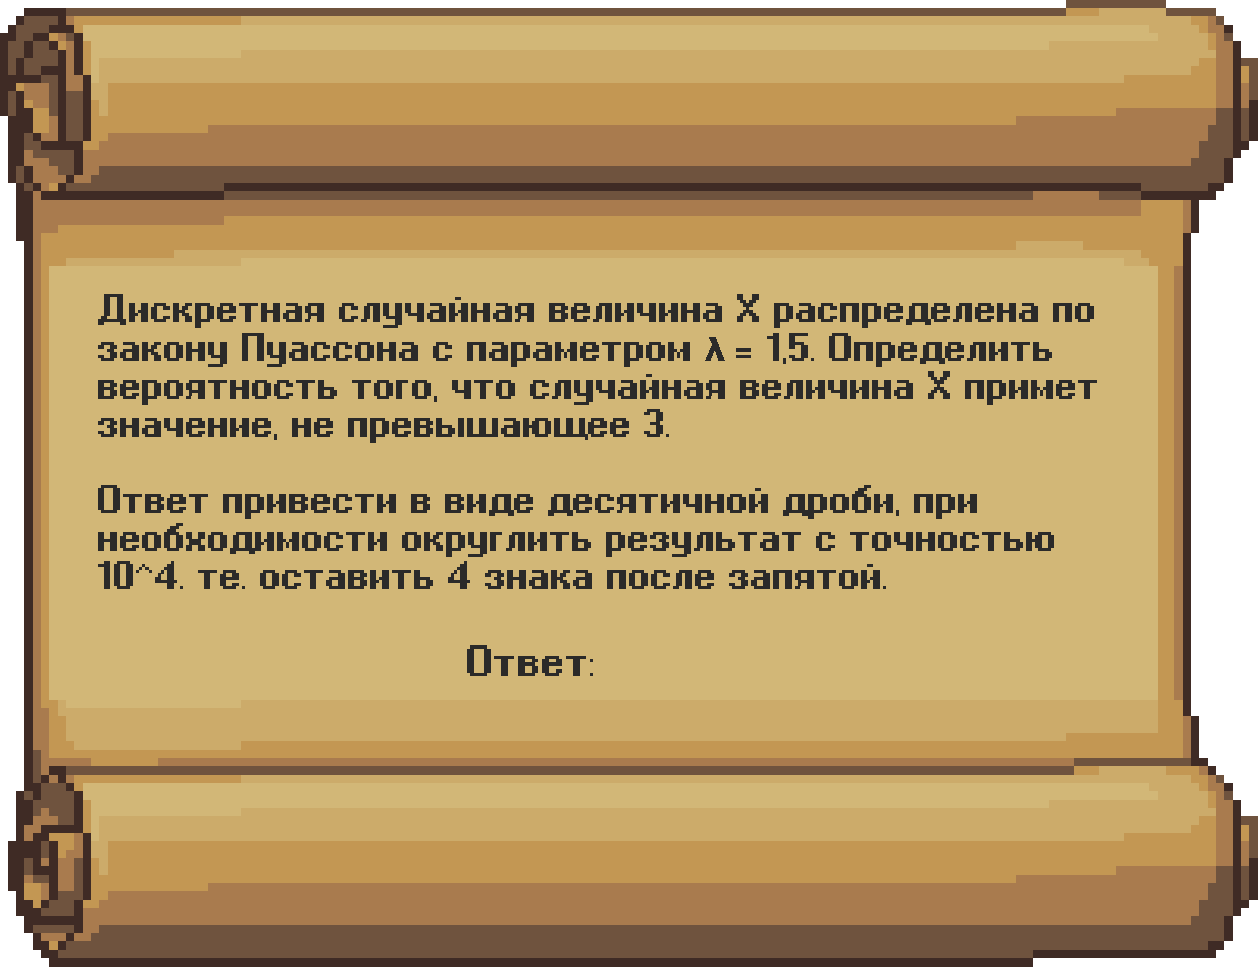 Дискретная случайная величина X распределена по
закону Пуассона с параметром λ = 1,5. Определить
вероятность того, что случайная величина X примет
значение, не превышающее 3.
Ответ привести в виде десятичной дроби, при
необходимости округлить результат с точностью
10^4. те. оставить 4 знака после запятой.
Ответ: